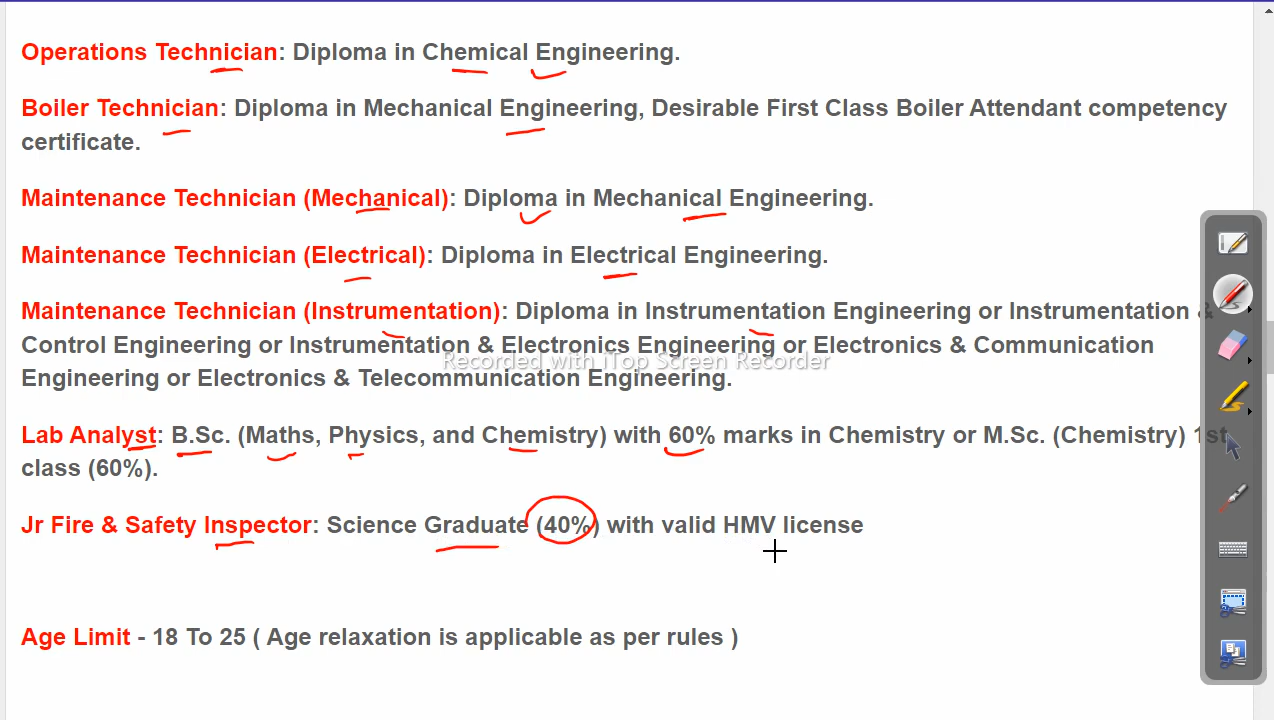 Operations Technician: Diploma in Chemical Engineering.
Boiler Technician: Diploma in Mechanical Engineering, Desirable First Class Boiler Attendant competency
certificate.
Maintenance Technician (Mechanical): Diploma in Mechanical Engineering.
Maintenance Technician (Electrical): Diploma in Electrical Engineering.
Maintenance Technician (Instrumentation): Diploma in Instrumentation Engineering or Instrumentation &
Control Engineering or Instrumentation & Electronics Engineering or Electronics & Communication
Recorded with iTop Screen Recorder
Engineering or Electronics & Telecommunication Engineering.
Lab Analyst: B.Sc. (Maths, Physics, and Chemistry) with 60% marks in Chemistry or M.Sc. (Chemistry) 1st
class (60%).
Jr Fire & Safety Inspector: Science Graduate (40%) with valid HMV license
Age Limit - 18 To 25 ( Age relaxation is applicable as per rules )